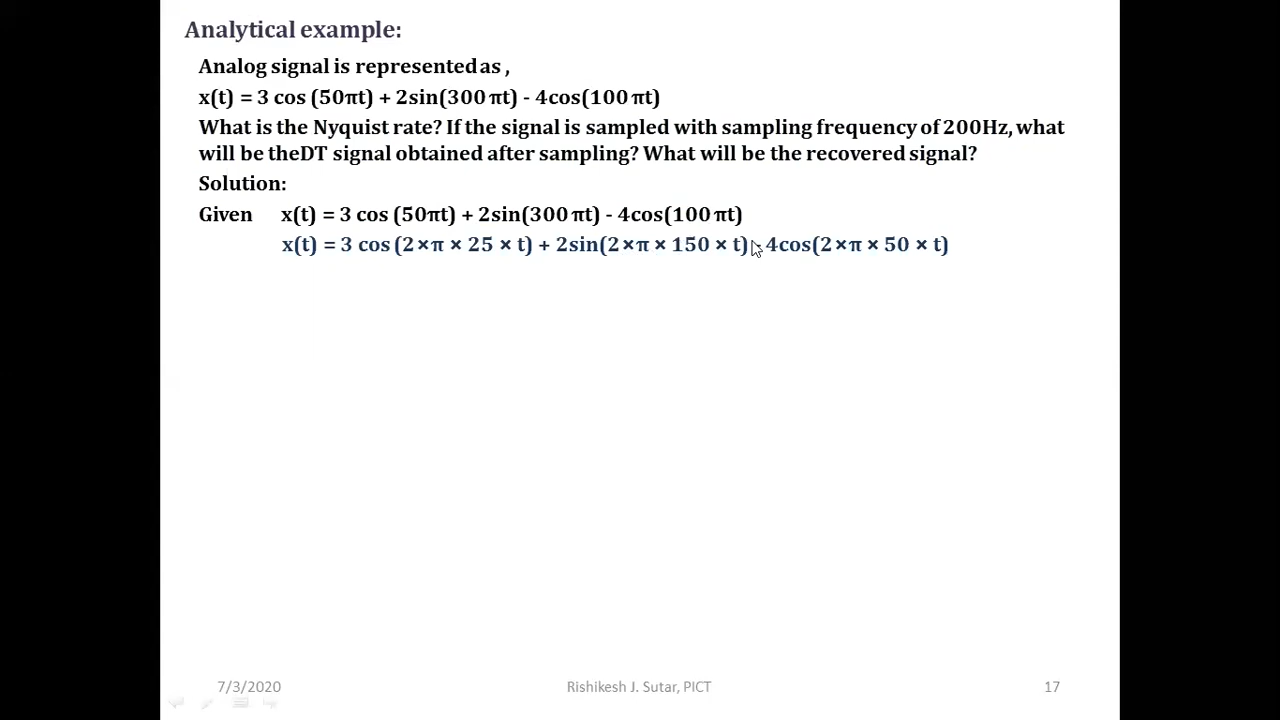 Analytical example:
Analog signal is represented as ,
x(t) = 3 cos (50πt) + 2sin(300 πt) - 4cos(100 πt)
What is the Nyquist rate? If the signal is sampled with sampling frequency of 200Hz, what
will be theDT signal obtained after sampling? What will be the recovered signal?
Solution:
Given x(t) = 3 cos (50πt) + 2sin(300 πt) - 4cos(100 πt)
x(t) = 3 cos (2×π × 25 × t) + 2sin(2×π × 150 × t) - 4cos(2×π × 50 × t)
7/3/2020 Rishikesh J. Sutar, PICT 17